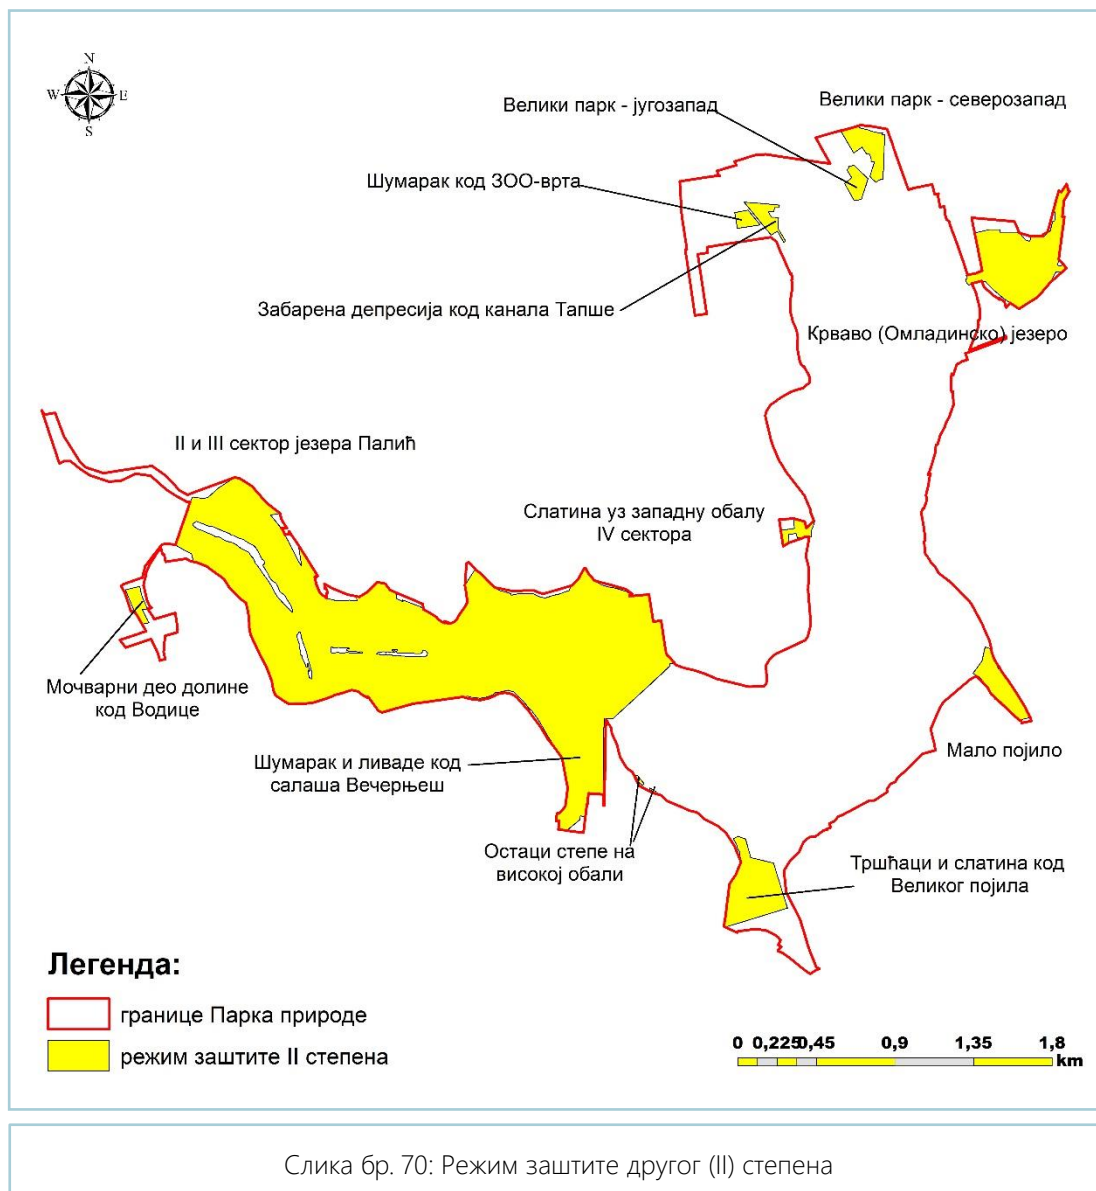 N
W E
S
Велики парк - југозапад
Велики парк - северозапад
Шумарак код ЗОО-врта
Забарена депресија код канала Тапше
Крваво (Омладинско) језеро
II и III сектор језера Палић
Слатина уз западну обалу
IV сектора
Мочварни део долине
код Водице
Мало појило
Шумарак и ливаде код
салаша Вечерњеш
Остаци степе на
високој обали
Тршћаци и слатина код
Великог појила
Легенда:
границе Парка природе
режим заштите II степена
0 0,225 0,45 0,9 1,35 1,8
km
Слика бр. 70: Режим заштите другог (II) степена